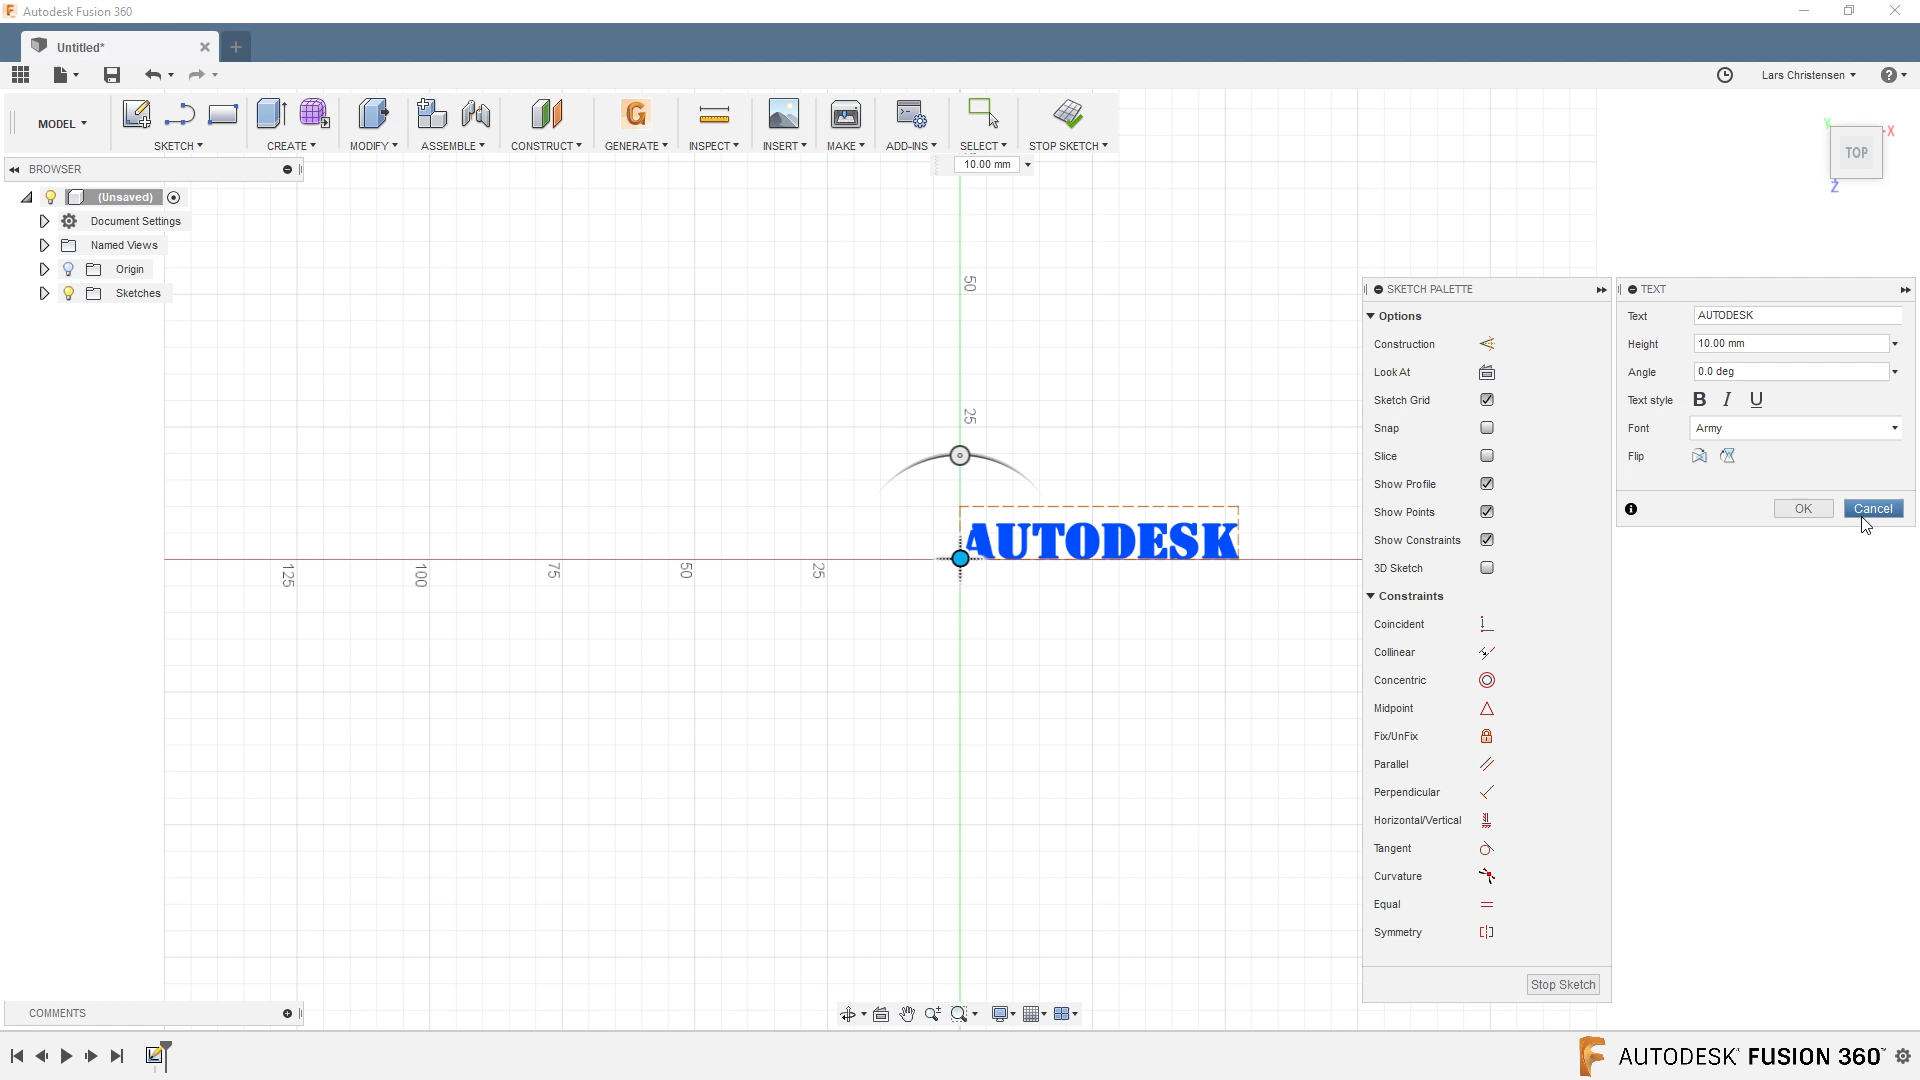 Autodesk Fusion 360
Untitled*
Lars Christensen
MODEL
SKETCH
CREATE
MODIFY
ASSEMBLE
CONSTRUCT
GENERATE
INSPECT
INSERT
MAKE
ADD-INS
SELECT
STOP SKETCH
10.00 mm
BROWSER
(Unsaved)
Document Settings
Named Views
Origin
Sketches
Y
X
TOP
Z
50
25
125
100
75
50
25
AUTODESK
SKETCH PALETTE
Options
Construction
Look At
Sketch Grid
Snap
Slice
Show Profile
Show Points
Show Constraints
3D Sketch
Constraints
Coincident
Collinear
Concentric
Midpoint
Fix/UnFix
Parallel
Perpendicular
Horizontal/Vertical
Tangent
Curvature
Equal
Symmetry
Stop Sketch
TEXT
Text AUTODESK
Height 10.00 mm
Angle 0.0 deg
Text style B I U
Font Army
Flip
OK Cancel
COMMENTS
AUTODESK FUSION 360